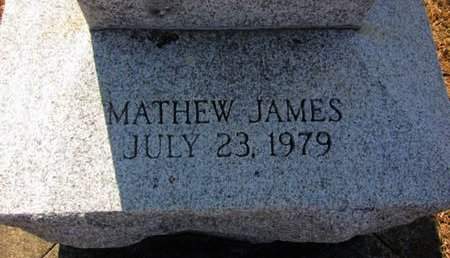 MATHEW JAMES
JULY 23, 1979